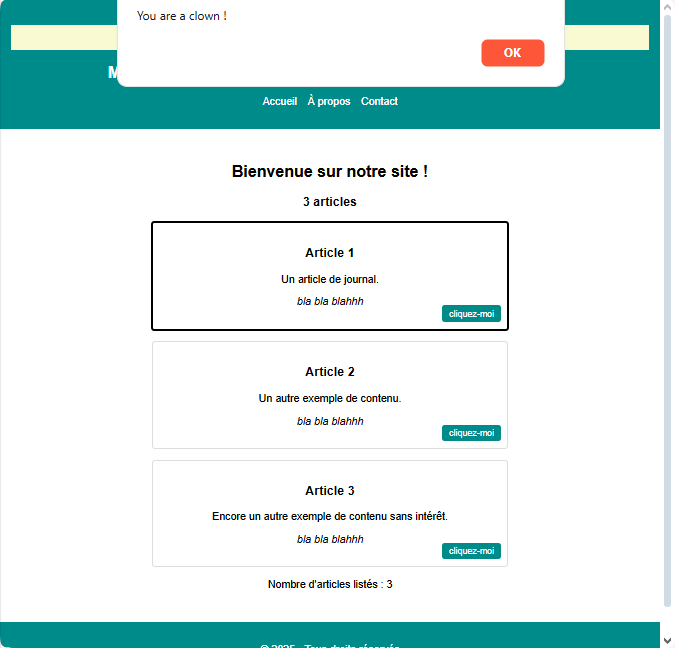 You are a clown !
OK
Accueil À propos Contact
Bienvenue sur notre site !
3 articles
Article 1
Un article de journal.
bla bla blahhh
cliquez-moi
Article 2
Un autre exemple de contenu.
bla bla blahhh
cliquez-moi
Article 3
Encore un autre exemple de contenu sans intérêt.
bla bla blahhh
cliquez-moi
Nombre d'articles listés : 3
© 2025 - Tous droits réservés